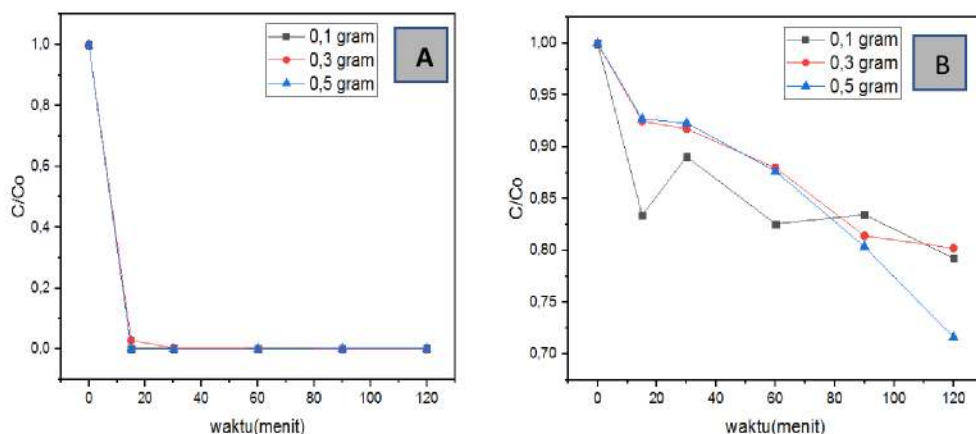 A
0,1 gram
0,3 gram
0,5 gram
1,0
0,8
0,6
0,4
0,2
0,0
C/Co
0 20 40 60 80 100 120
waktu(menit)
B
0,1 gram
0,3 gram
0,5 gram
1,00
0,95
0,90
0,85
0,80
0,75
0,70
C/Co
0 20 40 60 80 100 120
waktu(menit)